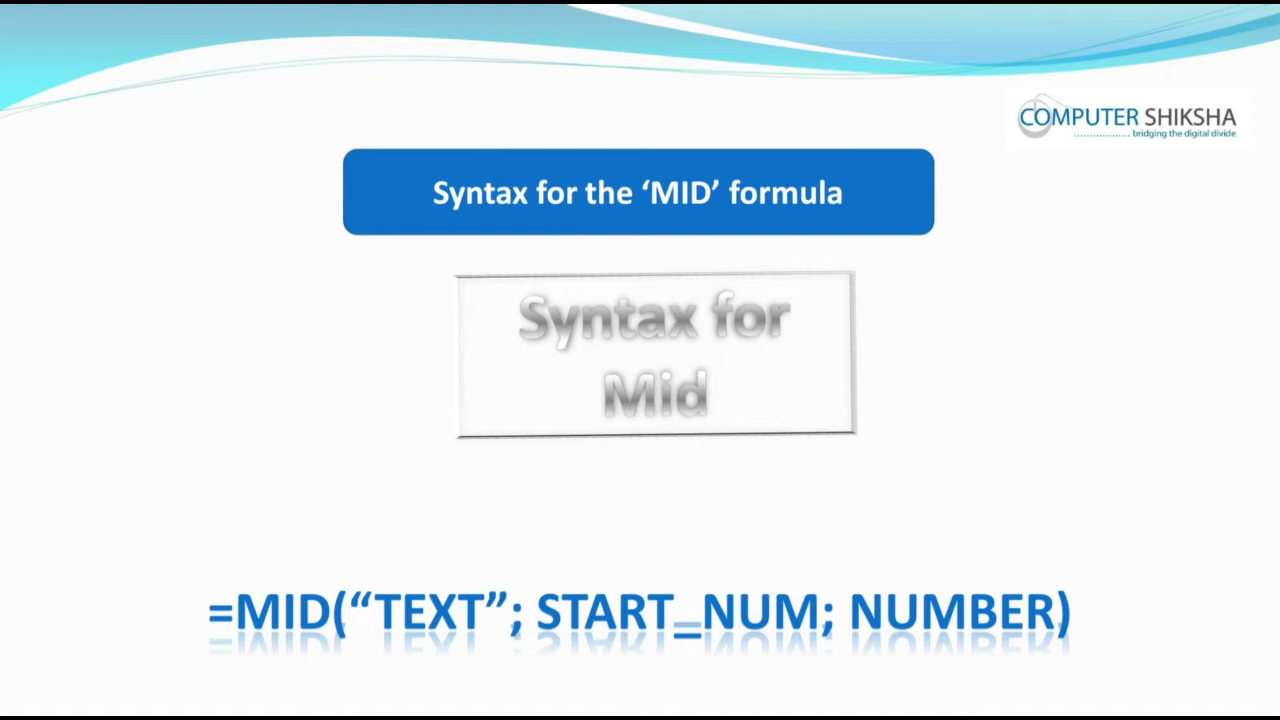 COMPUTER SHIKSHA
bridging the digital divide
Syntax for the ‘MID’ formula
Syntax for
Mid
=MID(“TEXT”; START_NUM; NUMBER)